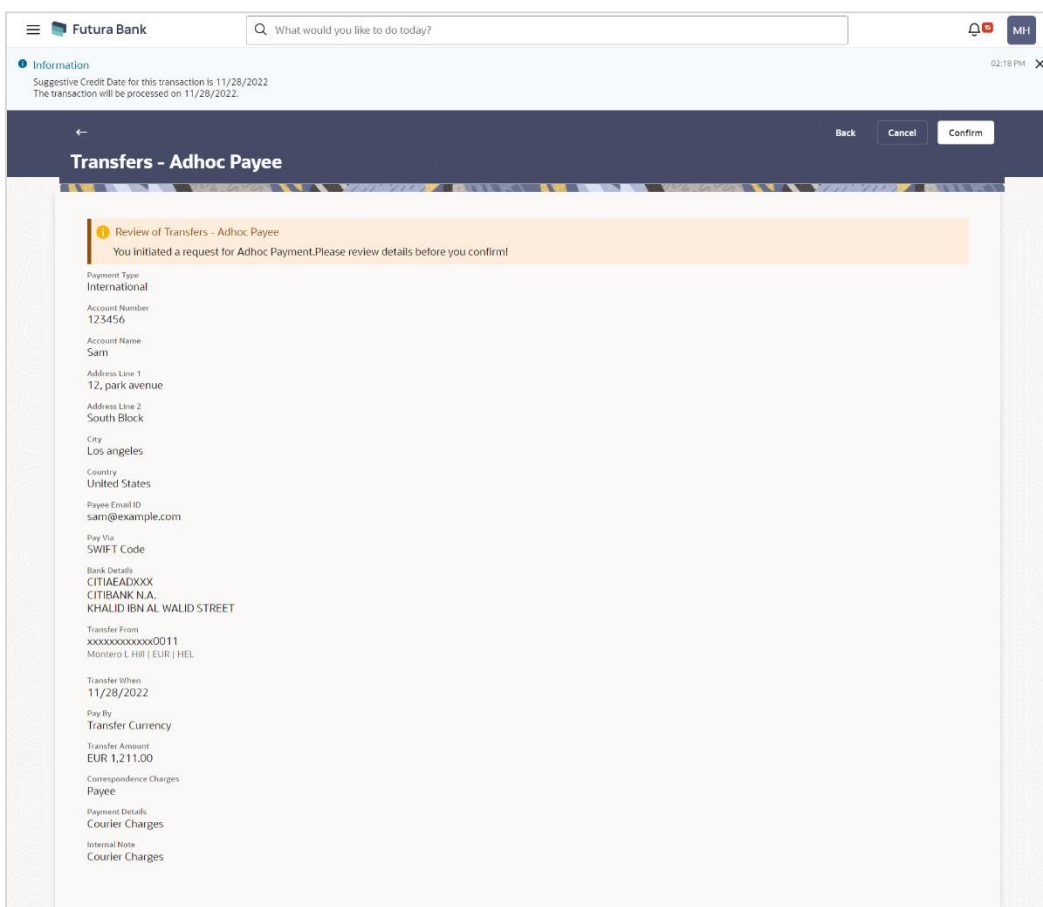 Futura Bank
What would you like to do today?
15
MH
Information
02:18 PM
Suggestive Credit Date for this transaction is 11/28/2022
The transaction will be processed on 11/28/2022.
Back
Cancel
Confirm
Transfers - Adhoc Payee
Review of Transfers - Adhoc Payee
You initiated a request for Adhoc Payment.Please review details before you confirm!
Payment Type
International
Account Number
123456
Account Name
Sam
Address Line 1
12, park avenue
Address Line 2
South Block
City
Los angeles
Country
United States
Payee Email ID
sam@example.com
Pay Via
SWIFT Code
Bank Details
CITIAEADXXX
CITIBANK N.A.
KHALID IBN AL WALID STREET
Transfer From
xxxxxxxxxxxx0011
Montero L Hill | EUR | HEL
Transfer When
11/28/2022
Pay By
Transfer Currency
Transfer Amount
EUR 1,211.00
Correspondence Charges
Payee
Payment Details
Courier Charges
Internal Note
Courier Charges